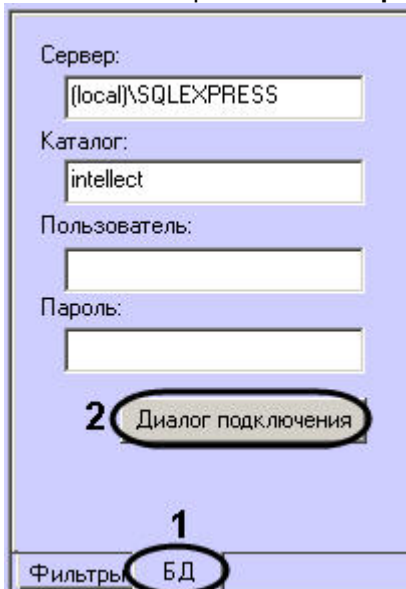 Сервер:
(local)\SQLEXPRESS
Каталог:
intellect
Пользователь:
Пароль:
2 Диалог подключения
1
Фильтры БД